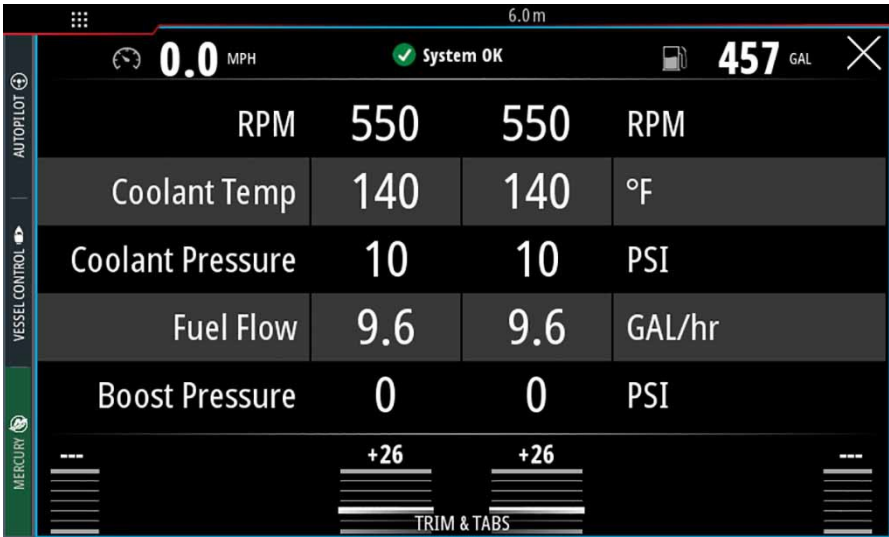 6.0 m
0.0 MPH System OK 457 GAL
RPM 550 550 RPM
Coolant Temp 140 140 °F
Coolant Pressure 10 10 PSI
Fuel Flow 9.6 9.6 GAL/hr
Boost Pressure 0 0 PSI
--- +26 +26 ---
TRIM & TABS
AUTOPILOT
VESSEL CONTROL
MERCURY